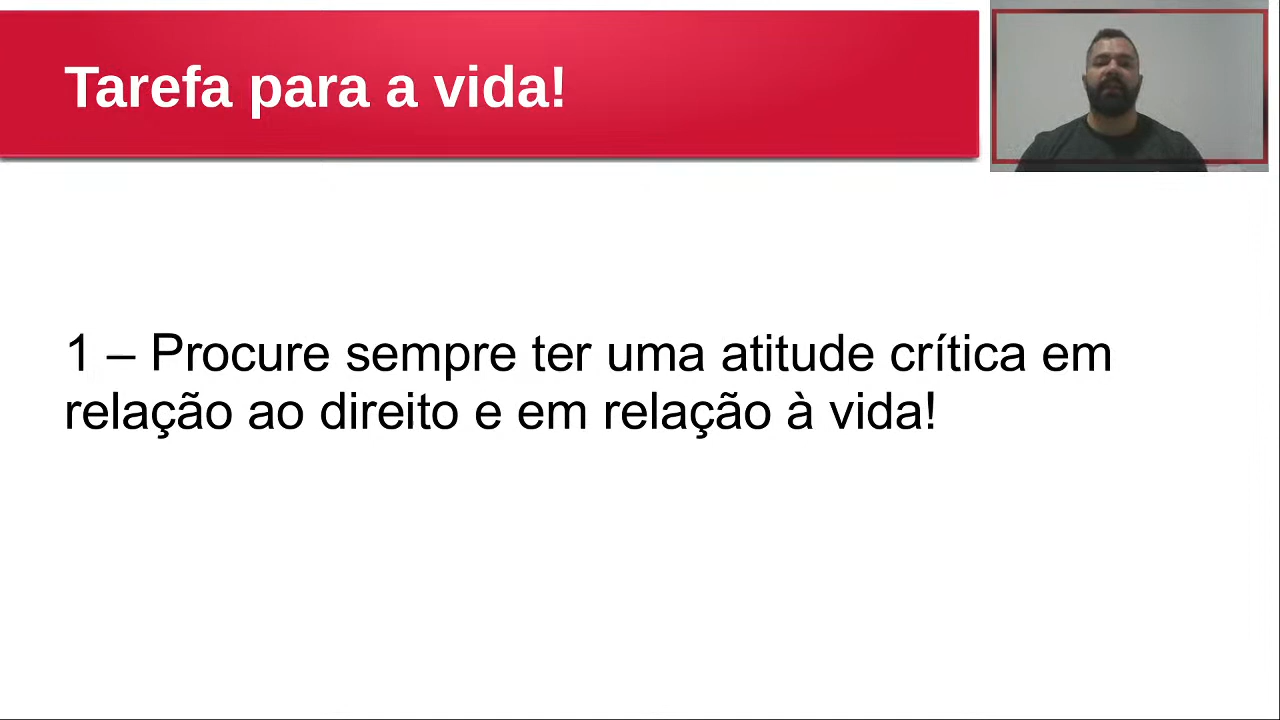 Tarefa para a vida!
1 – Procure sempre ter uma atitude crítica em
relação ao direito e em relação à vida!